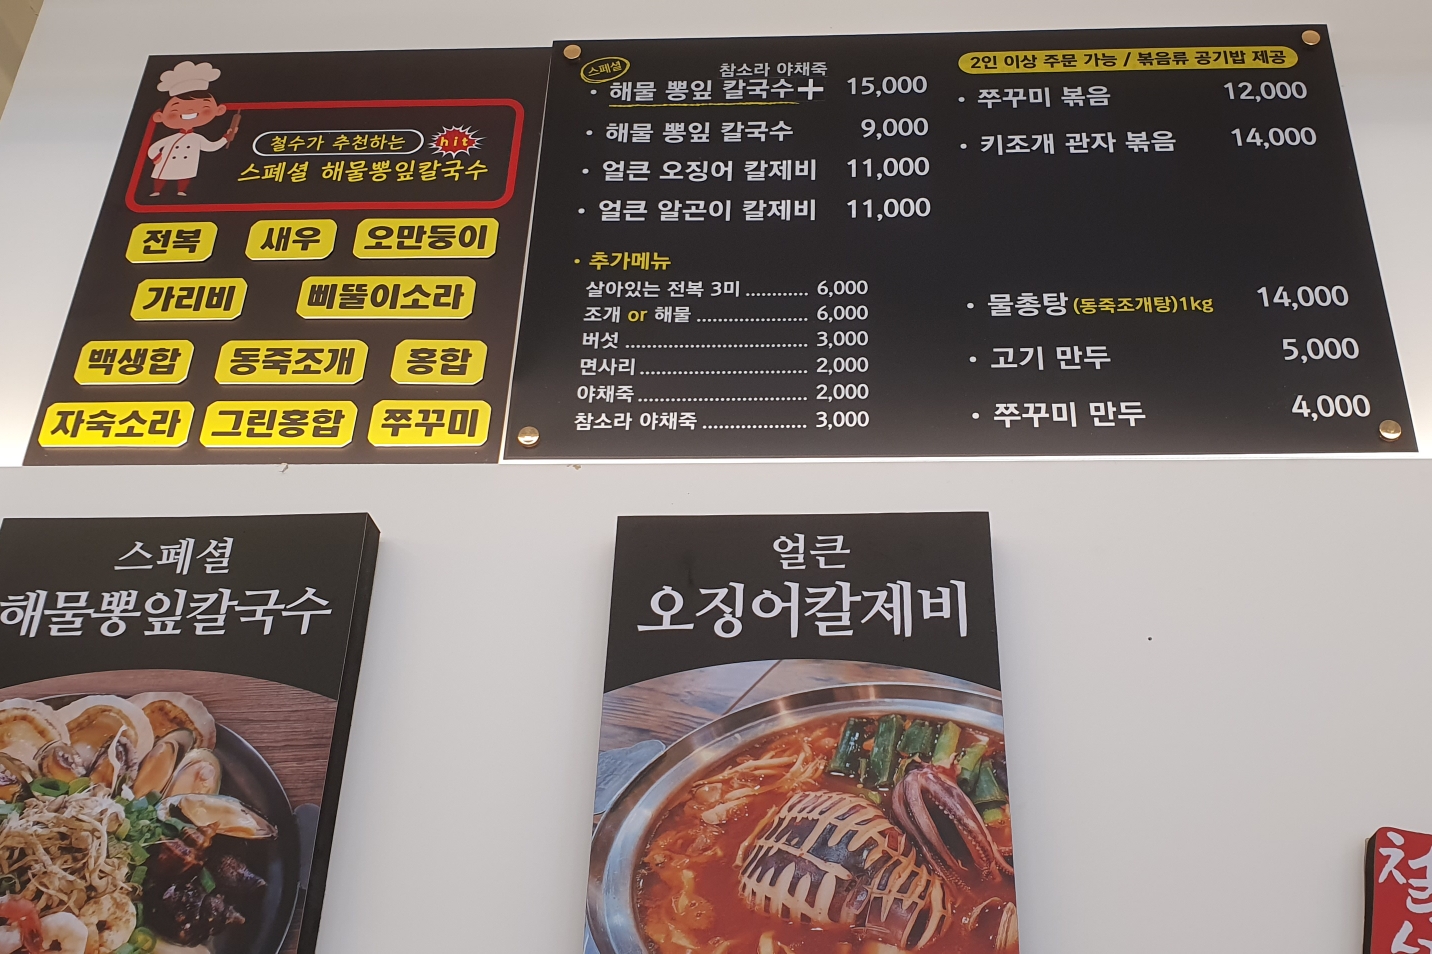 철수가 추천하는 hit
스페셜 해물뽕잎칼국수
전복 새우 오만둥이
가리비 삐뚤이소라
백생합 동죽조개 홍합
자숙소라 그린홍합 쭈꾸미
스페셜 참소라 야채죽
· 해물 뽕잎 칼국수+ 15,000
· 해물 뽕잎 칼국수 9,000
· 얼큰 오징어 칼제비 11,000
· 얼큰 알곤이 칼제비 11,000
· 추가메뉴
살아있는 전복 3미 ............ 6,000
조개 or 해물 ..................... 6,000
버섯 .................................. 3,000
면사리 ............................... 2,000
야채죽 ............................... 2,000
참소라 야채죽 ................... 3,000
2인 이상 주문 가능 / 볶음류 공기밥 제공
· 쭈꾸미 볶음 12,000
· 키조개 관자 볶음 14,000
· 물총탕 (동죽조개탕)1kg 14,000
· 고기 만두 5,000
· 쭈꾸미 만두 4,000
스페셜
해물뽕잎칼국수
얼큰
오징어칼제비
철